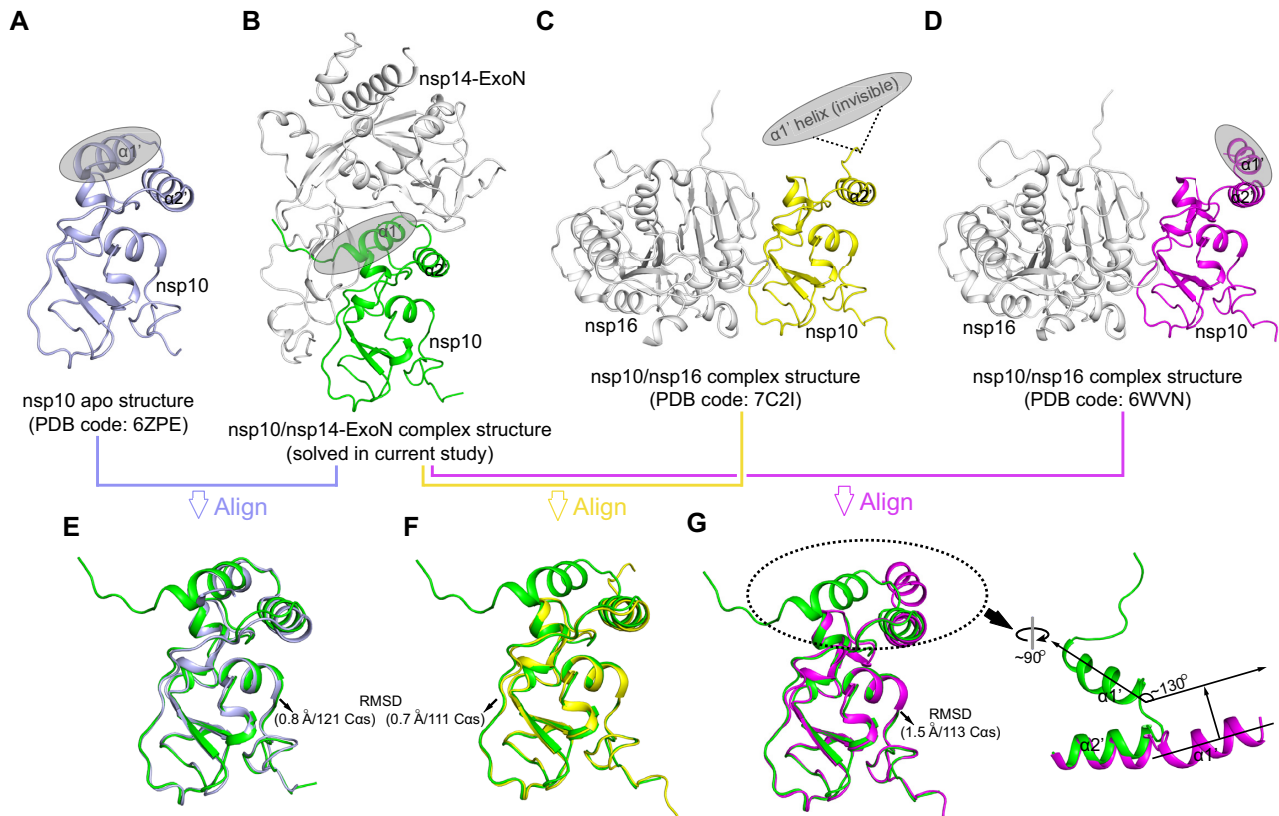 A
B
C
D
nsp14-ExoN
α1'
α2'
nsp10
α1'
α2'
nsp10
α1' helix (invisible)
α2'
nsp16
nsp10
α1'
α2'
nsp16
nsp10
nsp10 apo structure
(PDB code: 6ZPE)
nsp10/nsp14-ExoN complex structure
(solved in current study)
nsp10/nsp16 complex structure
(PDB code: 7C2I)
nsp10/nsp16 complex structure
(PDB code: 6WVN)
Align
Align
Align
E
F
G
RMSD
(0.8 Å/121 Cαs) (0.7 Å/111 Cαs)
RMSD
(1.5 Å/113 Cαs)
~90°
α1'
~130°
α2'
α1'